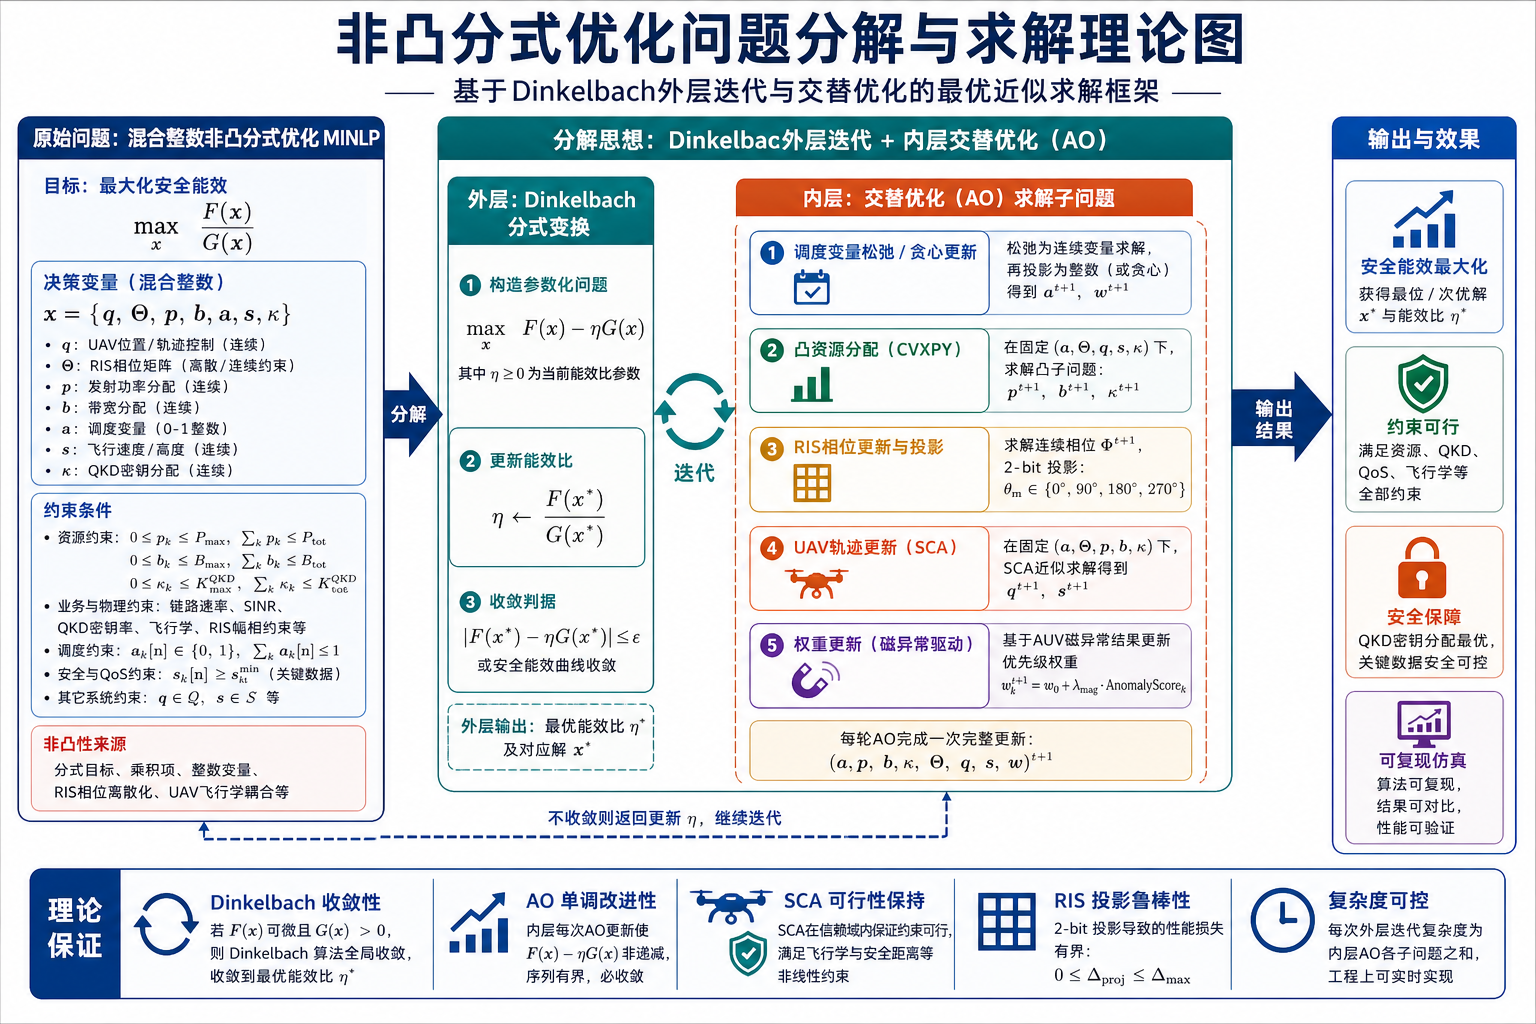 非凸分式优化问题分解与求解理论图
基于Dinkelbach外层迭代与交替优化的最优近似求解框架
原始问题：混合整数非凸分式优化 MINLP
目标：最大化安全能效
max_x F(x)/G(x)
决策变量（混合整数）
x = {q, Θ, p, b, a, s, κ}
• q：UAV位置/轨迹控制（连续）
• Θ：RIS相位矩阵（离散/连续约束）
• p：发射功率分配（连续）
• b：带宽分配（连续）
• a：调度变量（0-1整数）
• s：飞行速度/高度（连续）
• κ：QKD密钥分配（连续）
约束条件
• 资源约束：0 ≤ p_k ≤ P_max, ∑_k p_k ≤ P_tot
0 ≤ b_k ≤ B_max, ∑_k b_k ≤ B_tot
0 ≤ κ_k ≤ K_max^QKD, ∑_k κ_k ≤ K_tot^QKD
• 业务与物理约束：链路速率、SINR、
QKD密钥率、飞行学、RIS幅相约束等
• 调度约束：a_k[n] ∈ {0, 1}, ∑_k a_k[n] ≤ 1
• 安全与QoS约束：s_k[n] ≥ s_kt^min（关键数据）
• 其它系统约束：q ∈ Q, s ∈ S 等
非凸性来源
分式目标、乘积项、整数变量、
RIS相位离散化、UAV飞行学耦合等
分解
分解思想：Dinkelbac外层迭代 + 内层交替优化（AO）
外层：Dinkelbach
分式变换
1 构造参数化问题
max_x F(x) − ηG(x)
其中 η ≥ 0 为当前能效比参数
2 更新能效比
η ← F(x*)/G(x*)
3 收敛判据
|F(x*) − ηG(x*)| ≤ ε
或安全能效曲线收敛
外层输出：最优能效比 η*
及对应解 x*
迭代
内层：交替优化（AO）求解子问题
1 调度变量松弛 / 贪心更新
松弛为连续变量求解，
再投影为整数（或贪心）
得到 a^{t+1}, w^{t+1}
2 凸资源分配（CVXPY）
在固定 (a, Θ, q, s, κ) 下，
求解凸子问题：
p^{t+1}, b^{t+1}, κ^{t+1}
3 RIS相位更新与投影
求解连续相位 Φ^{t+1},
2-bit 投影：
θ_m ∈ {0°, 90°, 180°, 270°}
4 UAV轨迹更新（SCA）
在固定 (a, Θ, p, b, κ) 下，
SCA近似求解得到
q^{t+1}, s^{t+1}
5 权重更新（磁异常驱动）
基于AUV磁异常结果更新
优先级权重
w_k^{t+1} = w_0 + λ_mag · AnomalyScore_k
每轮AO完成一次完整更新：
(a, p, b, κ, Θ, q, s, w)^{t+1}
不收敛则返回更新 η，继续迭代
输出
结果
输出与效果
安全能效最大化
获得最位 / 次优解
x* 与能效比 η*
约束可行
满足资源、QKD、
QoS、飞行学等
全部约束
安全保障
QKD密钥分配最优，
关键数据安全可控
可复现仿真
算法可复现，
结果可对比，
性能可验证
理论
保证
Dinkelbach 收敛性
若 F(x) 可微且 G(x) > 0，
则 Dinkelbach 算法全局收敛，
收敛到最优能效比 η*
AO 单调改进性
内层每次AO更新使
F(x) − ηG(x) 非递减，
序列有界，必收敛
SCA 可行性保持
SCA在信赖域内保证约束可行，
满足飞行学与安全距离等
非线性约束
RIS 投影鲁棒性
2-bit 投影导致的性能损失
有界：
0 ≤ Δ_proj ≤ Δ_max
复杂度可控
每次外层迭代复杂度为
内层AO各子问题之和，
工程上可实时实现